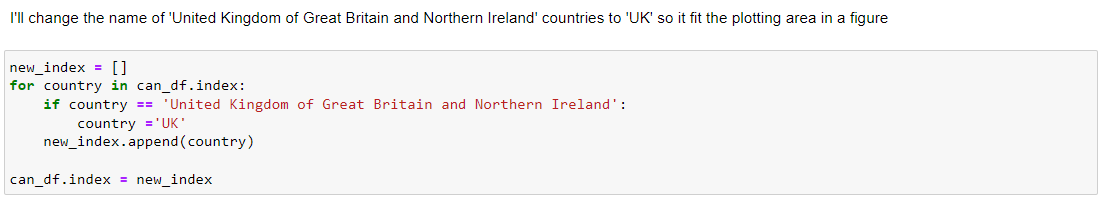 I'll change the name of 'United Kingdom of Great Britain and Northern Ireland' countries to 'UK' so it fit the plotting area in a figure
new_index = []
for country in can_df.index:
    if country == 'United Kingdom of Great Britain and Northern Ireland':
        country ='UK'
    new_index.append(country)
can_df.index = new_index